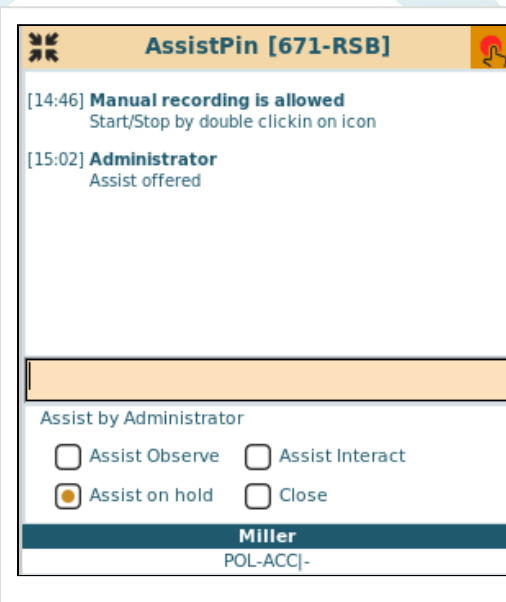 AssistPin [671-RSB]
[14:46] Manual recording is allowed
Start/Stop by double clickin on icon
[15:02] Administrator
Assist offered
Assist by Administrator
Assist Observe Assist Interact
Assist on hold Close
Miller
POL-ACC|-